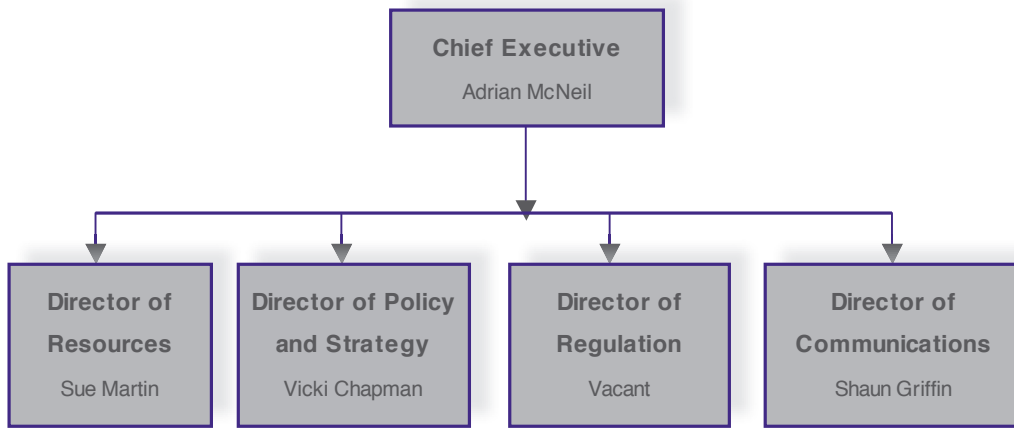 Chief Executive
Adrian McNeil
Director of
Resources
Sue Martin
Director of Policy
and Strategy
Vicki Chapman
Director of
Regulation
Vacant
Director of
Communications
Shaun Griffin